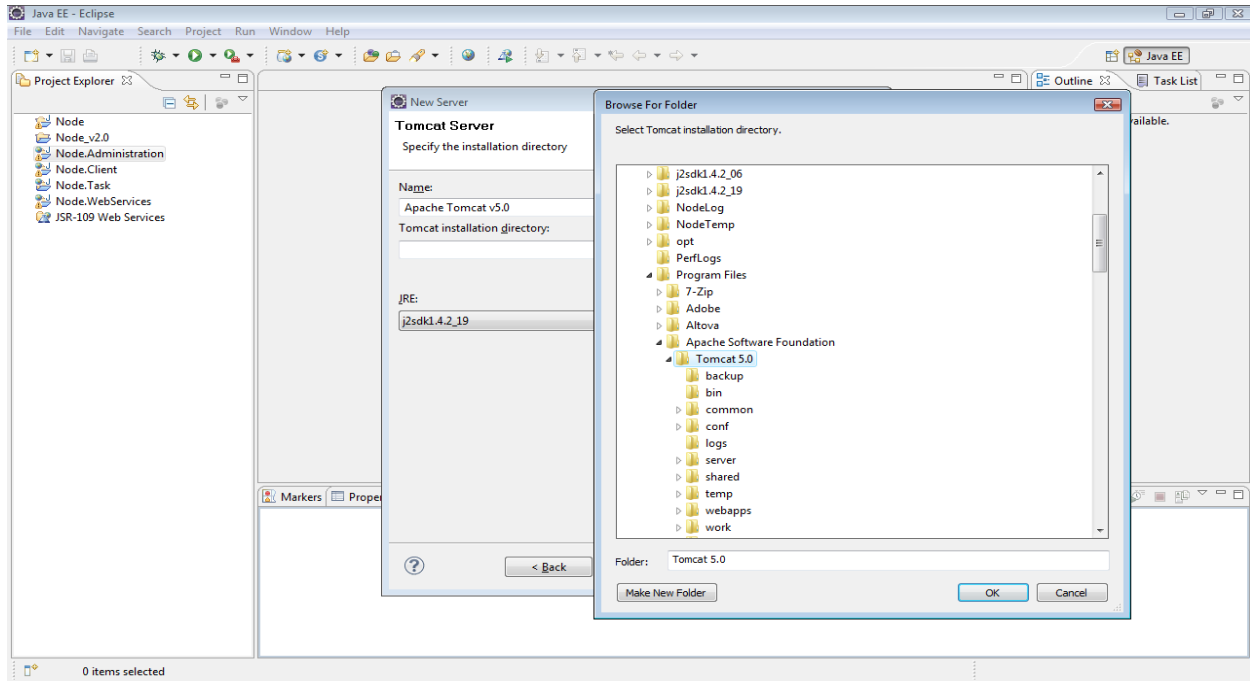 Java EE - Eclipse
File Edit Navigate Search Project Run Window Help
Java EE
Project Explorer
Outline
Task List
Node
Node_v2.0
Node.Administration
Node.Client
Node.Task
Node.WebServices
JSR-109 Web Services
vailable.
New Server
Tomcat Server
Specify the installation directory
Name:
Apache Tomcat v5.0
Tomcat installation directory:
JRE:
j2sdk1.4.2_19
< Back
Browse For Folder
Select Tomcat installation directory.
j2sdk1.4.2_06
j2sdk1.4.2_19
NodeLog
NodeTemp
opt
PerfLogs
Program Files
7-Zip
Adobe
Altova
Apache Software Foundation
Tomcat 5.0
backup
bin
common
conf
logs
server
shared
temp
webapps
work
Folder: Tomcat 5.0
Make New Folder
OK
Cancel
Markers
Proper
0 items selected